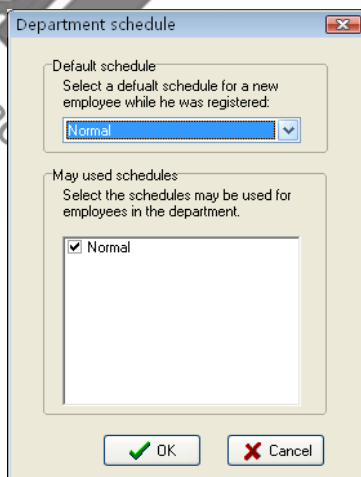 Department schedule
Default schedule
Select a defualt schedule for a new
employee while he was registered:
Normal
May used schedules
Select the schedules may be used for
employees in the department.
Normal
OK
Cancel